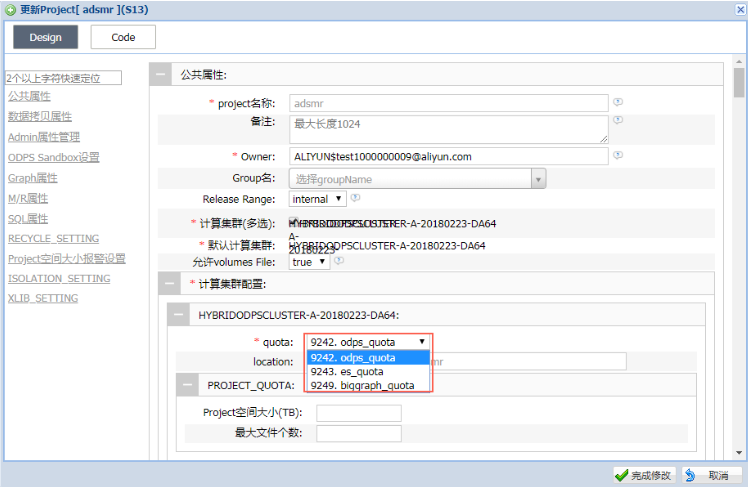 更新Project[ adsmr ](S13)
Design
Code
2个以上字符快速定位
公共属性
数据拷贝属性
Admin属性管理
ODPS Sandbox设置
Graph属性
M/R属性
SQL属性
RECYCLE_SETTING
Project空间大小报警设置
ISOLATION_SETTING
XLIB_SETTING
公共属性:
* project名称: adsmr
备注: 最大长度1024
* Owner: ALIYUN$test1000000009@aliyun.com
Group名: 选择groupName
Release Range: internal
* 计算集群(多选): HYBRIDODPSCLUSTER-A-20180223-DA64
* 默认计算集群: HYBRIDODPSCLUSTER-A-20180223-DA64
允许volumes File: true
* 计算集群配置:
HYBRIDODPSCLUSTER-A-20180223-DA64:
* quota: 9242. odps_quota
9242. odps_quota
9243. es_quota
9249. biggraph_quota
location: mr
PROJECT_QUOTA:
Project空间大小(TB):
最大文件个数:
完成修改
取消